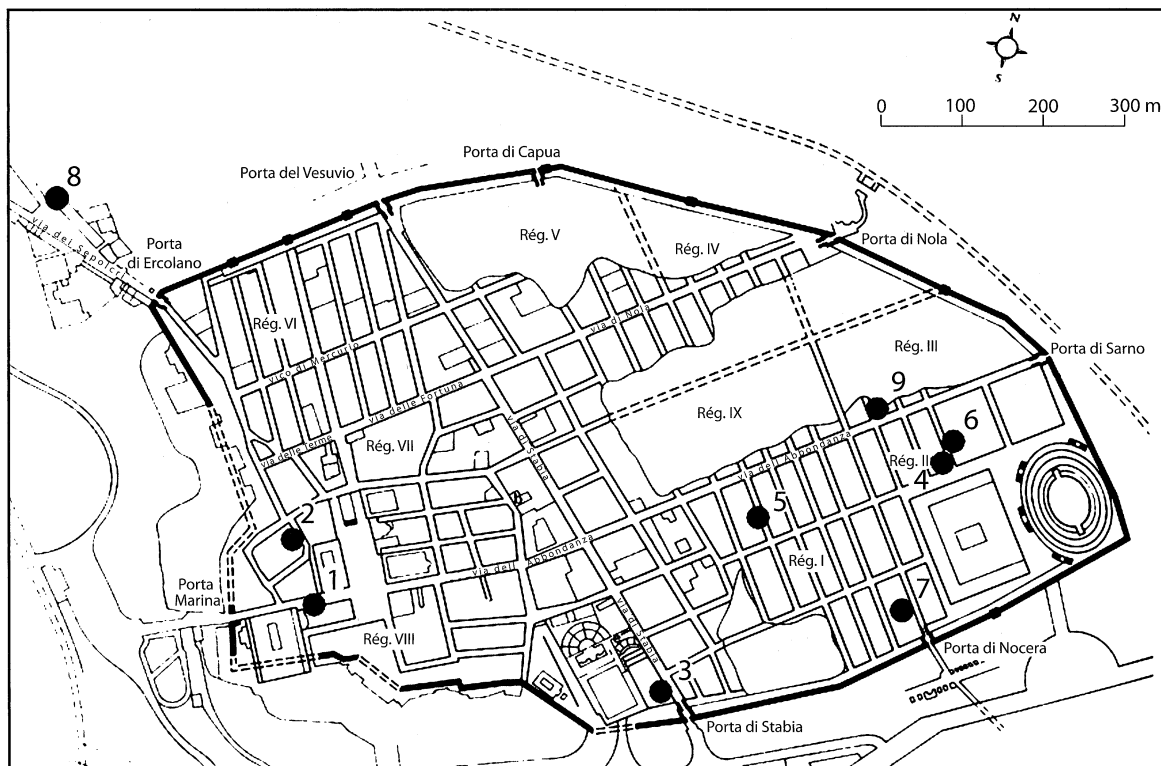 N
S
0 100 200 300 m
Porta di Capua
Porta del Vesuvio
8
via dei Sepolcri
Porta
di Ercolano
Rég. V
Rég. IV
Porta di Nola
Rég. VI
via di Nola
vico di Mercurio
Rég. III
Porta di Sarno
via delle Fortuna
Rég. IX
9
6
via delle Terme
Rég. VII
via di Stabia
via dell'Abbondanza
Rég. II
4
5
2
via dell'Abbondanza
Rég. I
1
Porta
Marina
7
Rég. VIII
via di Stabia
Porta di Nocera
3
Porta di Stabia